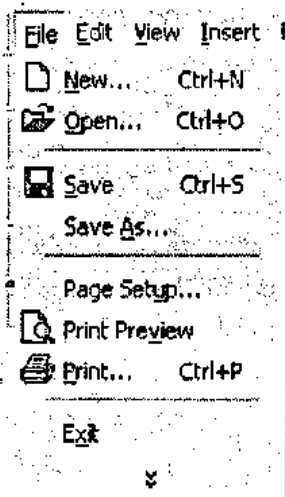 File Edit View Insert
New... Ctrl+N
Open... Ctrl+O
Save Ctrl+S
Save As...
Page Setup...
Print Preview
Print... Ctrl+P
Exit